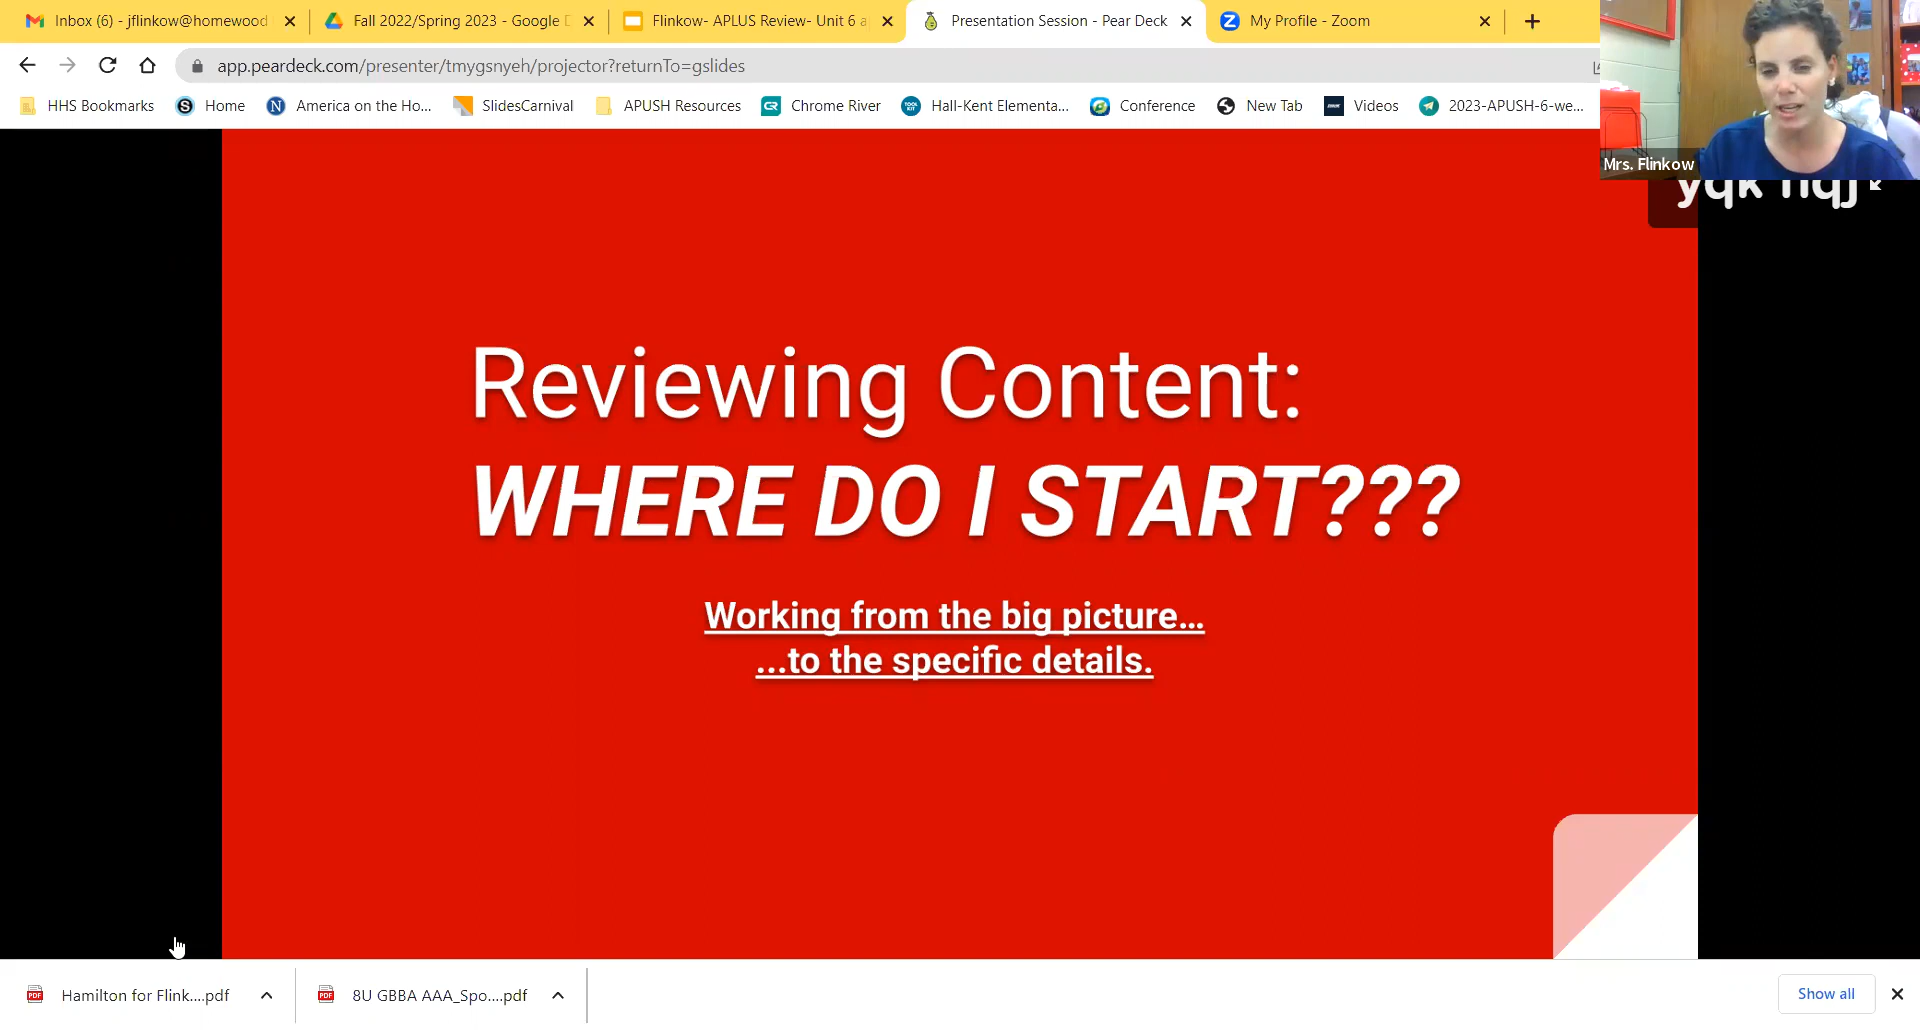 Inbox (6) - jflinkow@homewood
Fall 2022/Spring 2023 - Google D
Flinkow- APLUS Review- Unit 6 a
Presentation Session - Pear Deck
My Profile - Zoom
app.peardeck.com/presenter/tmygsnyeh/projector?returnTo=gslides
HHS Bookmarks
Home
America on the Ho...
SlidesCarnival
APUSH Resources
Chrome River
Hall-Kent Elementa...
Conference
New Tab
Videos
2023-APUSH-6-we...
Mrs. Flinkow
Reviewing Content:
WHERE DO I START???
Working from the big picture...
...to the specific details.
Hamilton for Flink....pdf
8U GBBA AAA_Spo....pdf
Show all